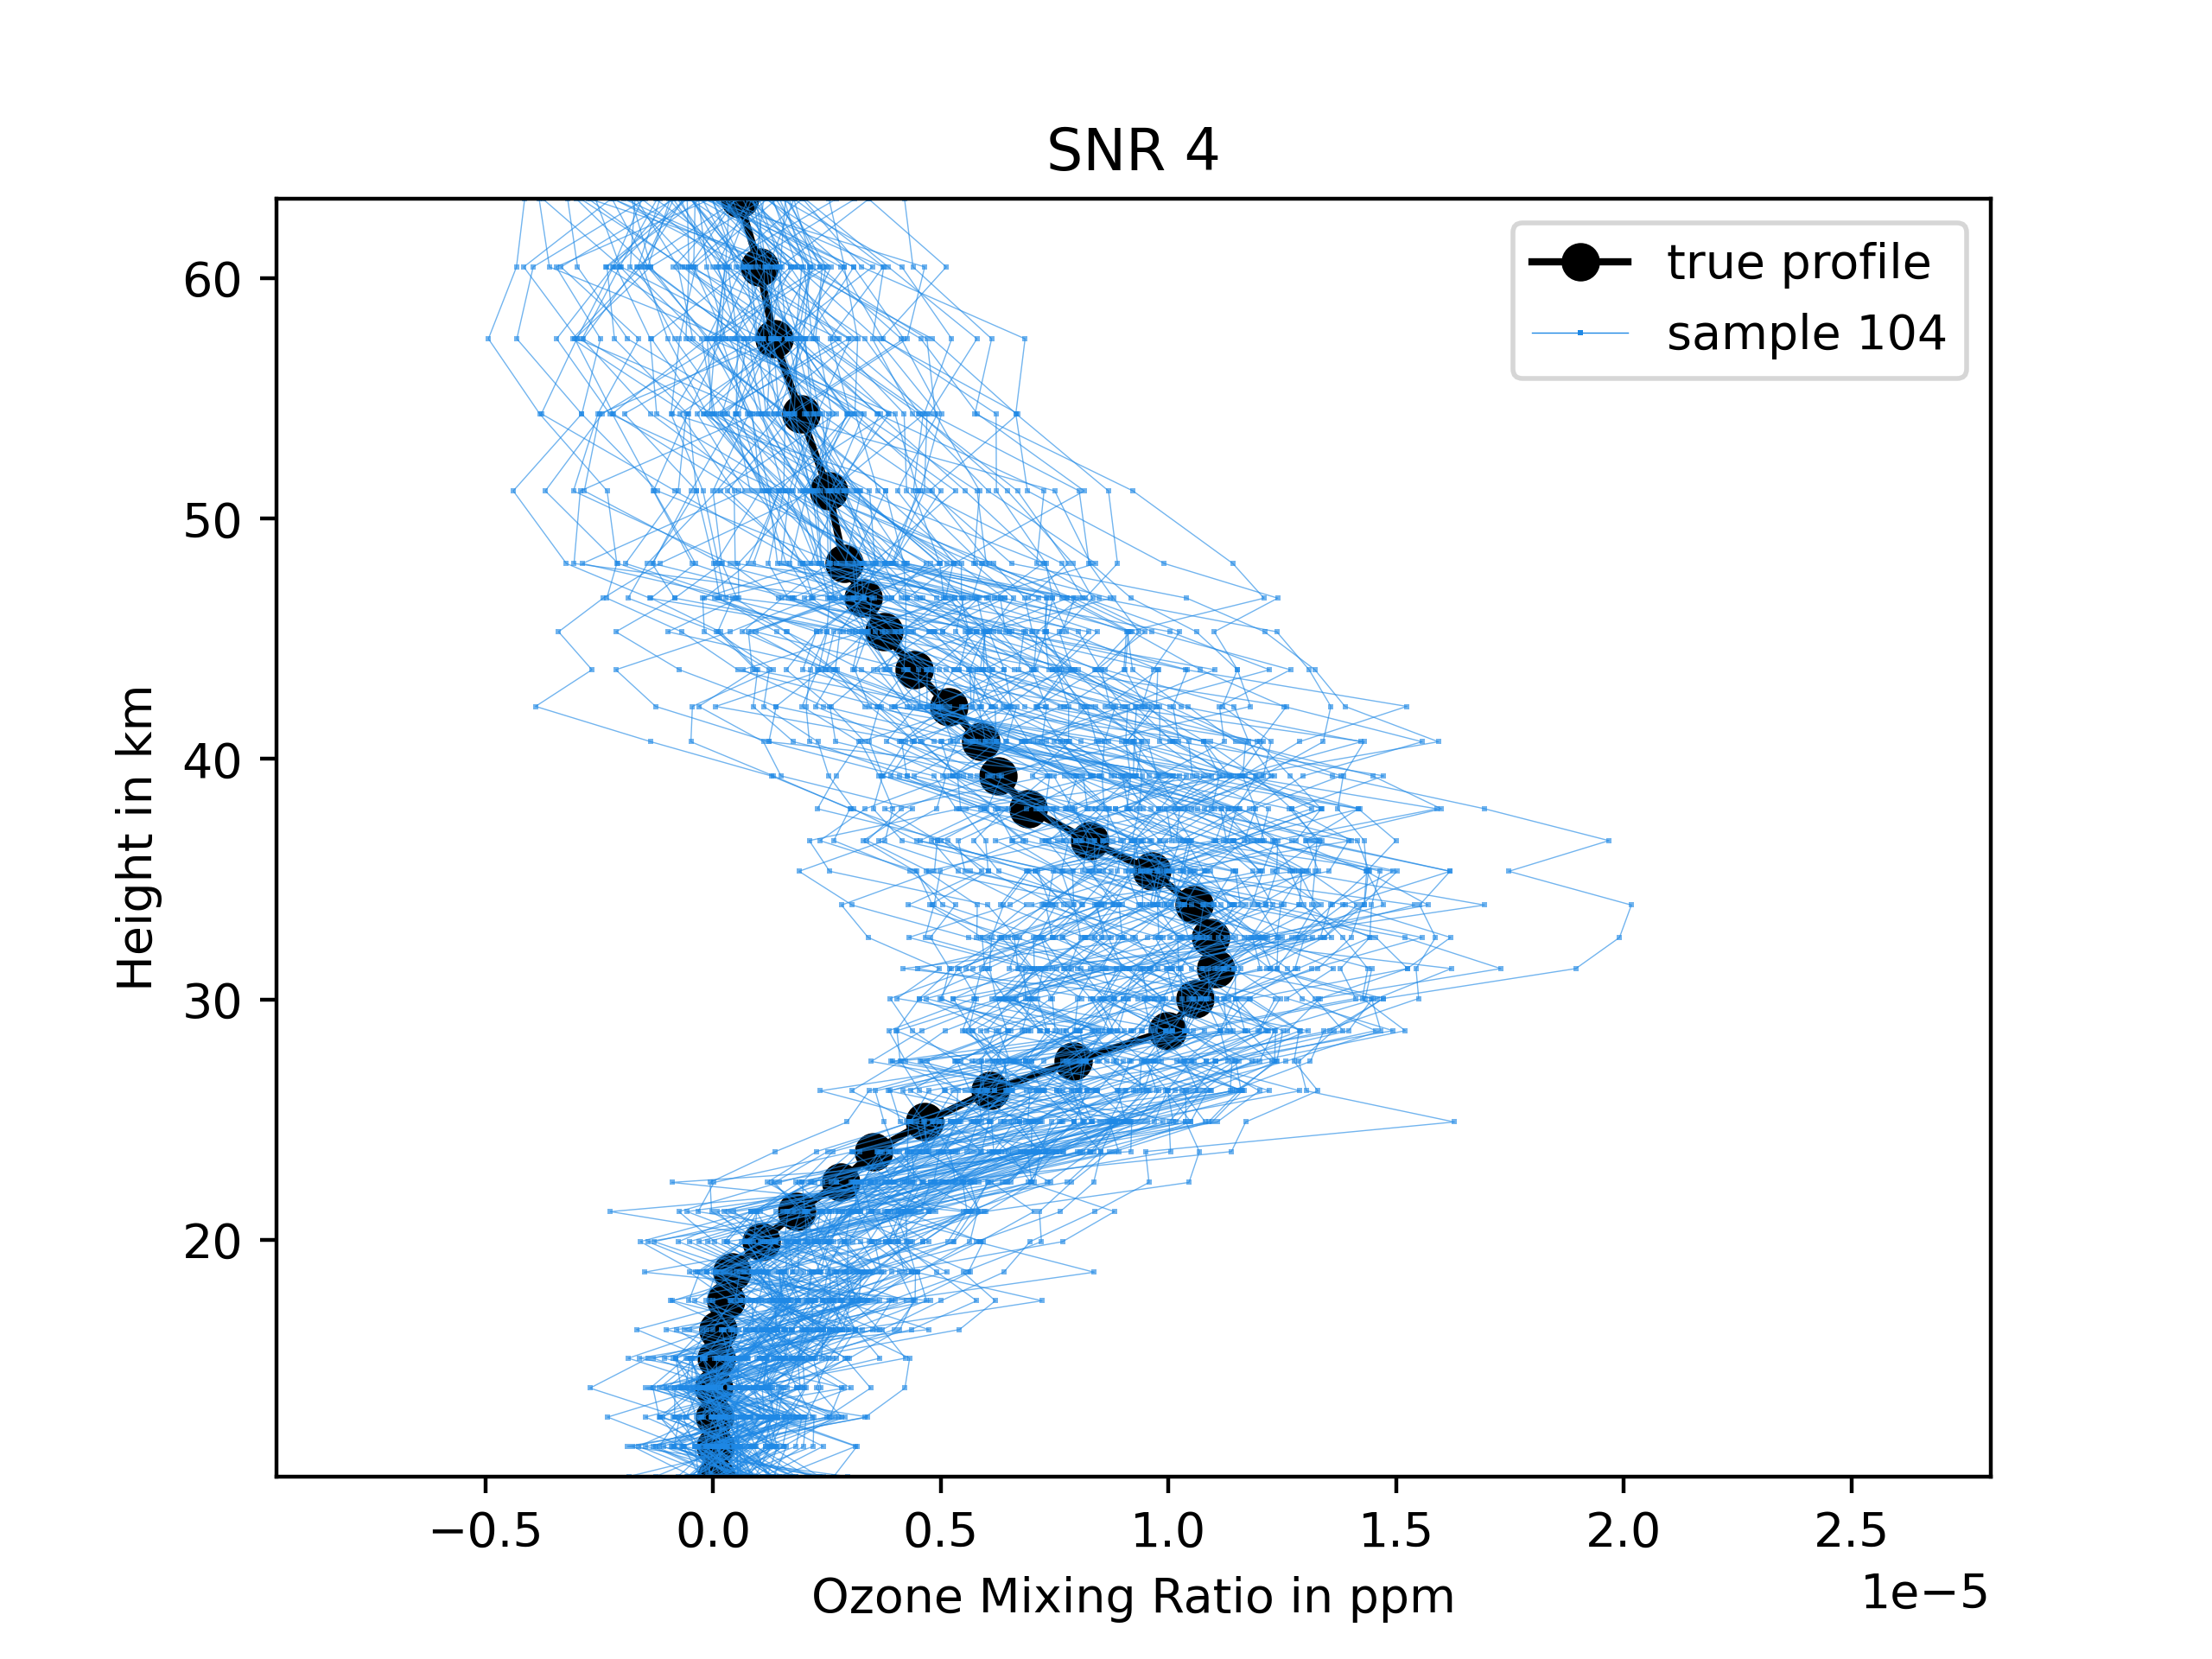 SNR 4
true profile
sample 104
Height in km
60
50
40
30
20
−0.5 0.0 0.5 1.0 1.5 2.0 2.5
1e−5
Ozone Mixing Ratio in ppm